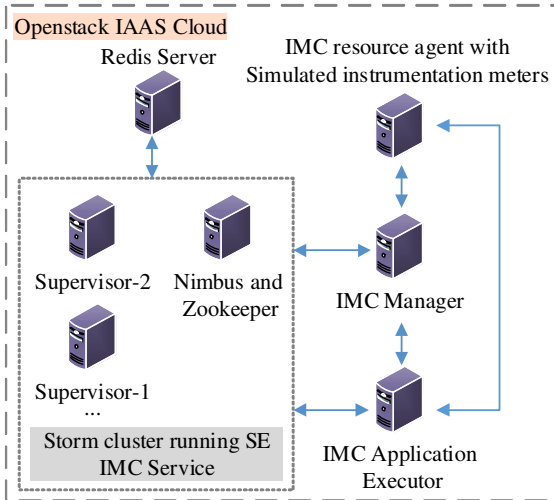 Openstack IAAS Cloud
Redis Server
IMC resource agent with
Simulated instrumentation meters
Supervisor-2
Nimbus and
Zookeeper
IMC Manager
Supervisor-1
...
Storm cluster running SE
IMC Service
IMC Application
Executor